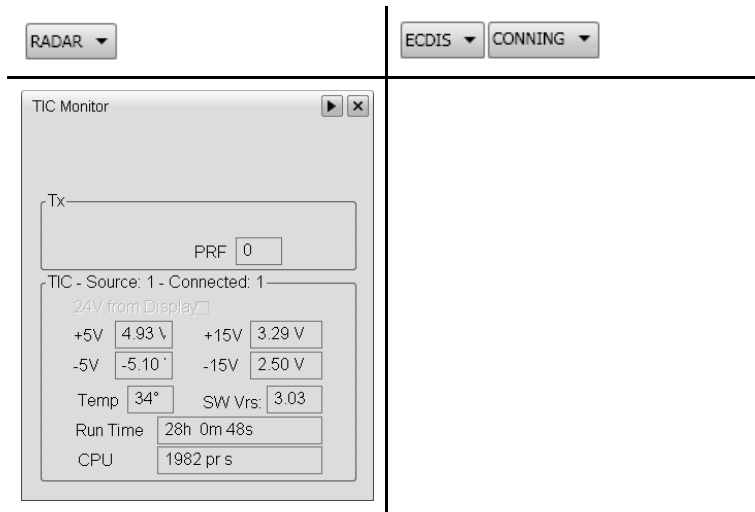 RADAR
ECDIS CONNING
TIC Monitor
Tx
PRF 0
TIC - Source: 1 - Connected: 1
24V from Display
+5V 4.93 V +15V 3.29 V
-5V -5.10 -15V 2.50 V
Temp 34° SW Vrs: 3.03
Run Time 28h 0m 48s
CPU 1982 pr s